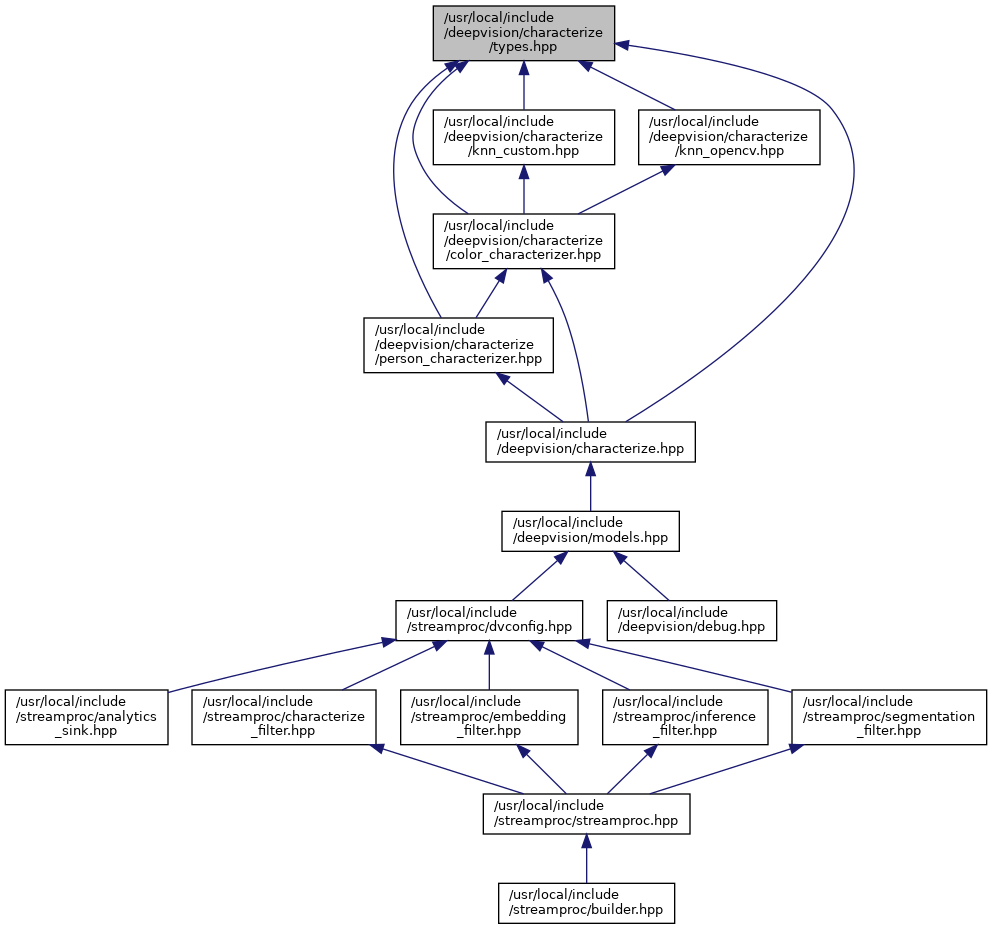 /usr/local/include
/deepvision/characterize
/types.hpp
/usr/local/include
/deepvision/characterize
/knn_custom.hpp
/usr/local/include
/deepvision/characterize
/knn_opencv.hpp
/usr/local/include
/deepvision/characterize
/color_characterizer.hpp
/usr/local/include
/deepvision/characterize
/person_characterizer.hpp
/usr/local/include
/deepvision/characterize.hpp
/usr/local/include
/deepvision/models.hpp
/usr/local/include
/streamproc/dvconfig.hpp
/usr/local/include
/deepvision/debug.hpp
/usr/local/include
/streamproc/analytics
_sink.hpp
/usr/local/include
/streamproc/characterize
_filter.hpp
/usr/local/include
/streamproc/embedding
_filter.hpp
/usr/local/include
/streamproc/inference
_filter.hpp
/usr/local/include
/streamproc/segmentation
_filter.hpp
/usr/local/include
/streamproc/streamproc.hpp
/usr/local/include
/streamproc/builder.hpp